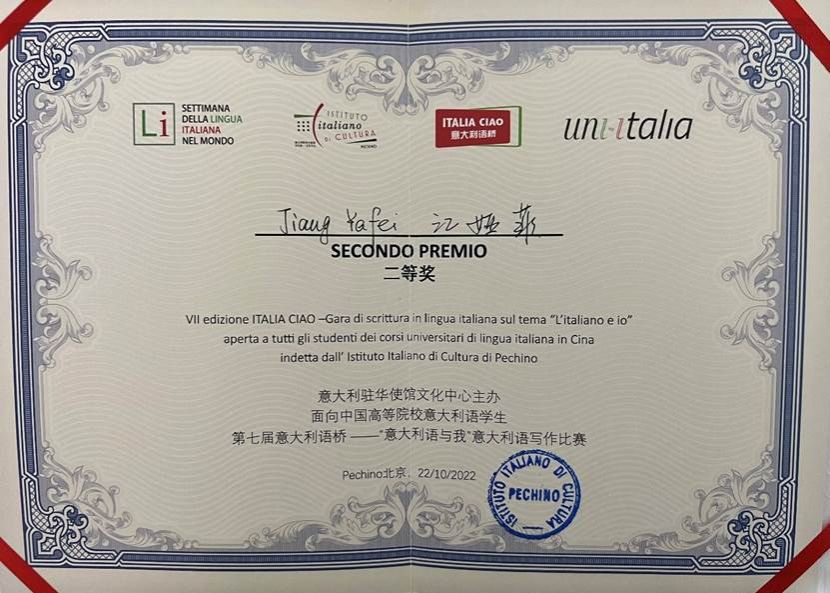 Li
SETTIMANA
DELLA LINGUA
ITALIANA
NEL MONDO
ISTITUTO
italiano
DI CULTURA
PECHINO
ITALIA CIAO
意大利语桥
uni-italia
Jiang Yafei 江娅菲
SECONDO PREMIO
二等奖
VII edizione ITALIA CIAO –Gara di scrittura in lingua italiana sul tema “L’italiano e io”
aperta a tutti gli studenti dei corsi universitari di lingua italiana in Cina
indetta dall’ Istituto Italiano di Cultura di Pechino
意大利驻华使馆文化中心主办
面向中国高等院校意大利语学生
第七届意大利语桥 ——“意大利语与我”意大利语写作比赛
Pechino北京，22/10/2022
ISTITUTO ITALIANO DI CULTURA
PECHINO